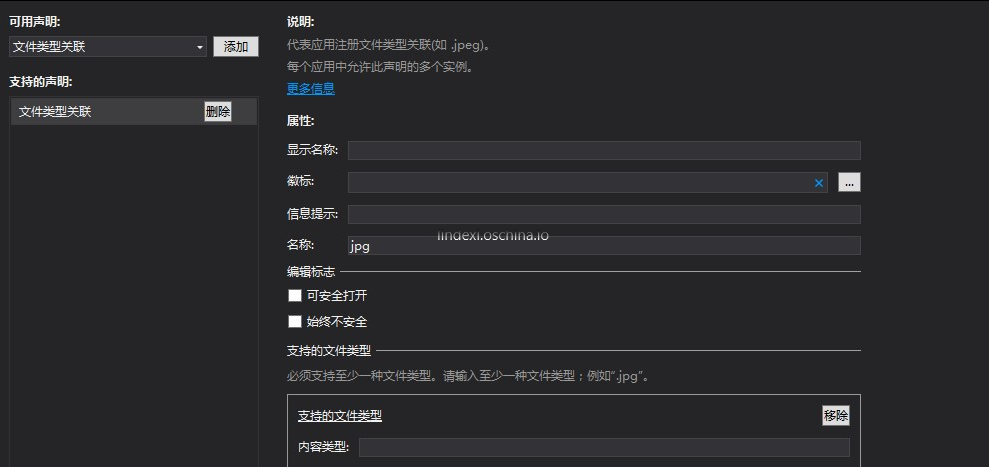 可用声明:
文件类型关联
添加
支持的声明:
文件类型关联
删除
说明:
代表应用注册文件类型关联(如 .jpeg)。
每个应用中允许此声明的多个实例。
更多信息
属性:
显示名称:
徽标:
...
信息提示:
lindexi.oschina.io
名称:
jpg
编辑标志
可安全打开
始终不安全
支持的文件类型
必须支持至少一种文件类型。请输入至少一种文件类型；例如“.jpg”。
支持的文件类型
移除
内容类型: